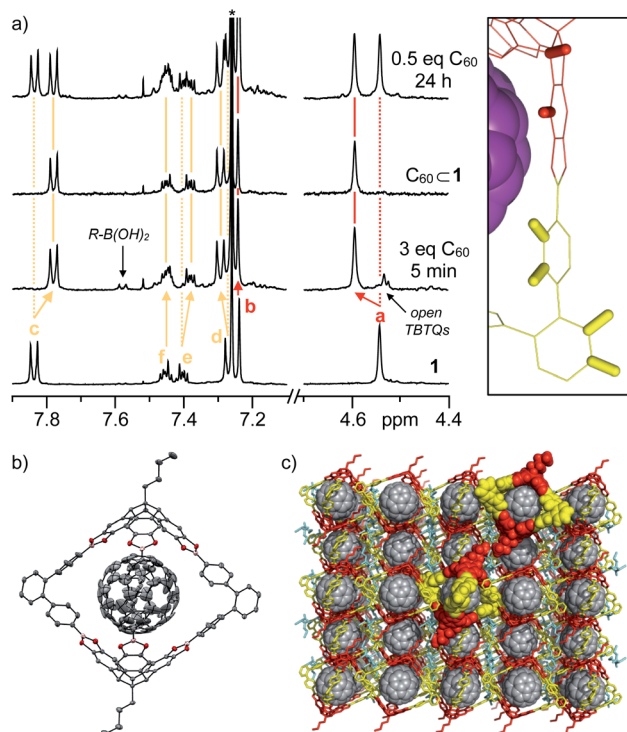 a)
*
0.5 eq C₆₀
24 h
C₆₀⊂1
R-B(OH)₂
3 eq C₆₀
5 min
c
f
e
d
b
a
open
TBTQs
1
7.8
7.6
7.4
7.2
4.6
ppm
4.4
b)
c)